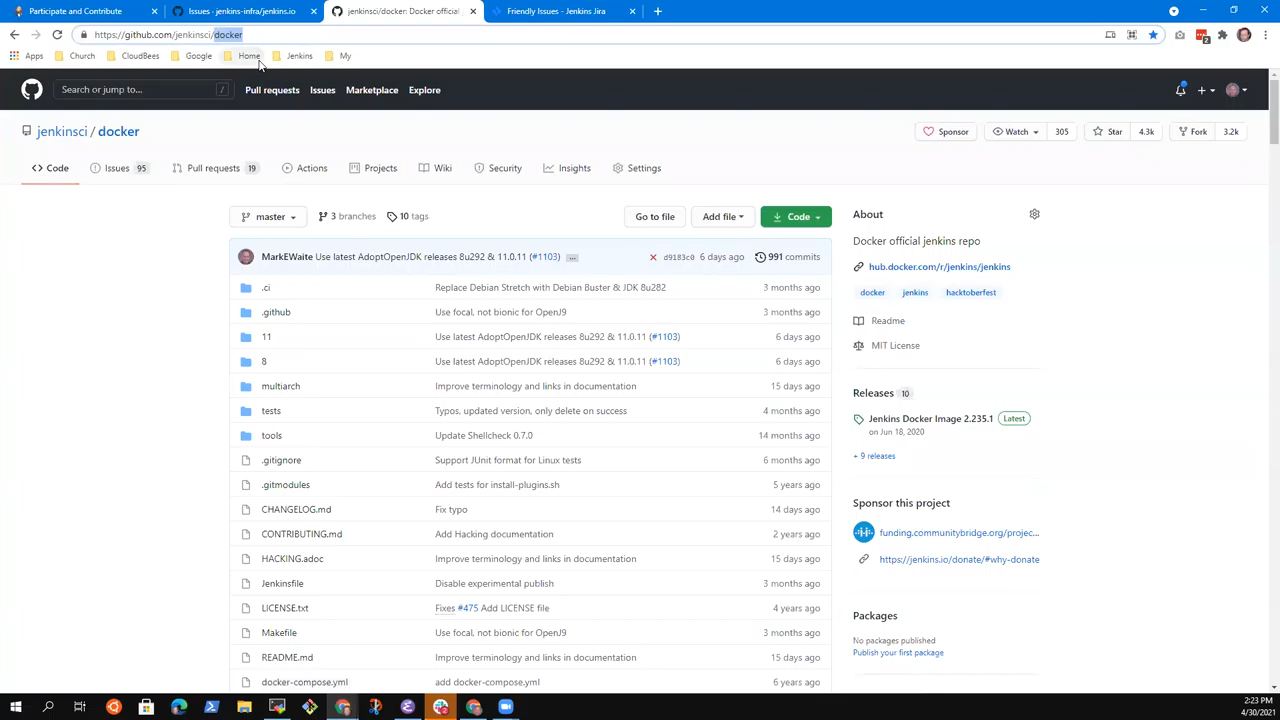 Participate and Contribute
Issues · jenkins-infra/jenkins.io
jenkinsci/docker: Docker official
Friendly Issues - Jenkins Jira
https://github.com/jenkinsci/docker
2
Apps
Church
CloudBees
Google
Home
Jenkins
My
Search or jump to...
/
Pull requests
Issues
Marketplace
Explore
jenkinsci / docker
Sponsor
Watch
305
Star
4.3k
Fork
3.2k
Code
Issues 95
Pull requests 19
Actions
Projects
Wiki
Security
Insights
Settings
master
3 branches
10 tags
Go to file
Add file
Code
MarkEWaite Use latest AdoptOpenJDK releases 8u292 & 11.0.11 (#1103) ...
d9183c0 6 days ago
991 commits
.ci Replace Debian Stretch with Debian Buster & JDK 8u282 3 months ago
.github Use focal, not bionic for OpenJ9 3 months ago
11 Use latest AdoptOpenJDK releases 8u292 & 11.0.11 (#1103) 6 days ago
8 Use latest AdoptOpenJDK releases 8u292 & 11.0.11 (#1103) 6 days ago
multiarch Improve terminology and links in documentation 15 days ago
tests Typos, updated version, only delete on success 4 months ago
tools Update Shellcheck 0.7.0 14 months ago
.gitignore Support JUnit format for Linux tests 6 months ago
.gitmodules Add tests for install-plugins.sh 5 years ago
CHANGELOG.md Fix typo 14 days ago
CONTRIBUTING.md Add Hacking documentation 2 years ago
HACKING.adoc Improve terminology and links in documentation 15 days ago
Jenkinsfile Disable experimental publish 3 months ago
LICENSE.txt Fixes #475 Add LICENSE file 4 years ago
Makefile Use focal, not bionic for OpenJ9 3 months ago
README.md Improve terminology and links in documentation 15 days ago
docker-compose.yml add docker-compose.yml 6 years ago
About
Docker official jenkins repo
hub.docker.com/r/jenkins/jenkins
docker
jenkins
hacktoberfest
Readme
MIT License
Releases 10
Jenkins Docker Image 2.235.1 Latest
on Jun 18, 2020
+ 9 releases
Sponsor this project
funding.communitybridge.org/projec...
https://jenkins.io/donate/#why-donate
Packages
No packages published
Publish your first package
2:23 PM
4/30/2021